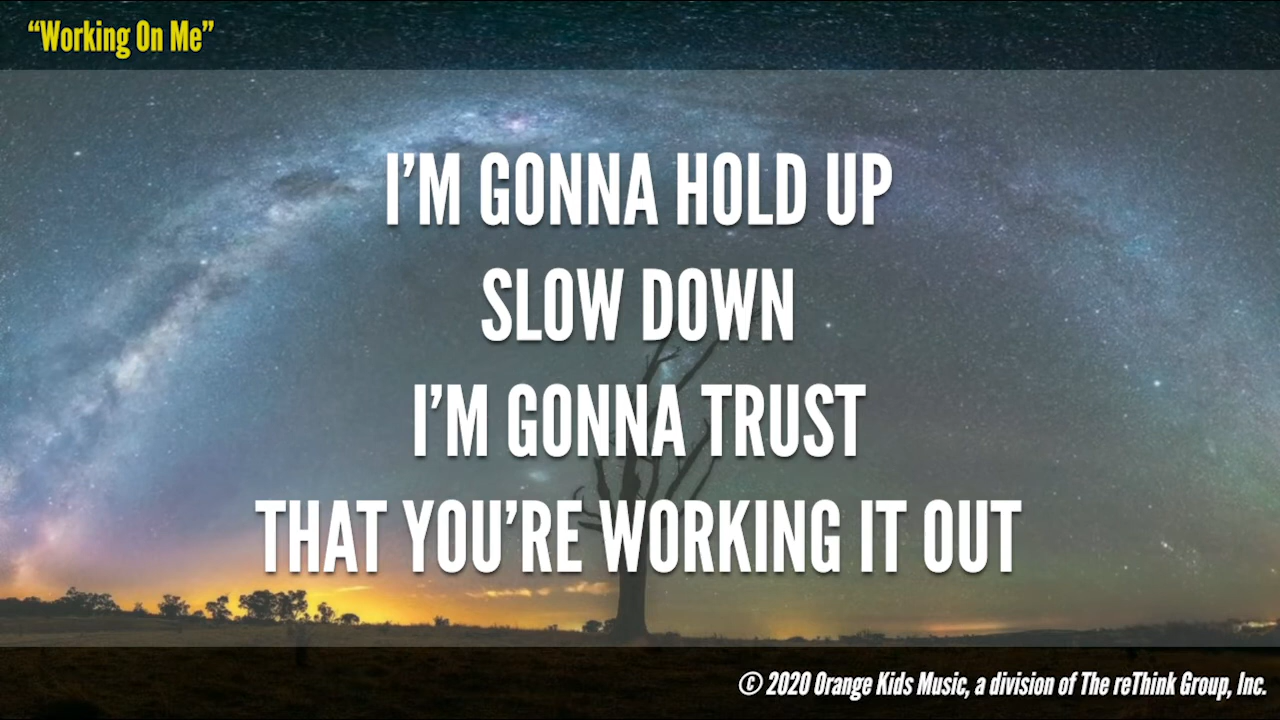 “Working On Me”
I’M GONNA HOLD UP
SLOW DOWN
I’M GONNA TRUST
THAT YOU’RE WORKING IT OUT
© 2020 Orange Kids Music, a division of The reThink Group, Inc.